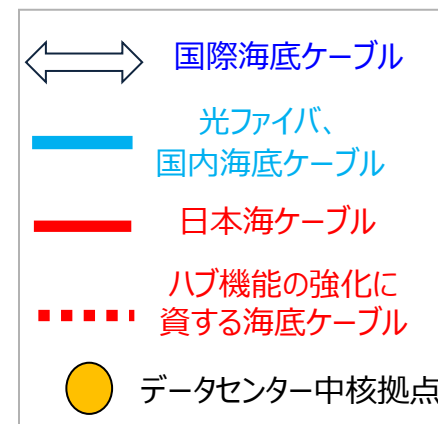 国際海底ケーブル
光ファイバ、
国内海底ケーブル
日本海ケーブル
ハブ機能の強化に
資する海底ケーブル
データセンター中核拠点